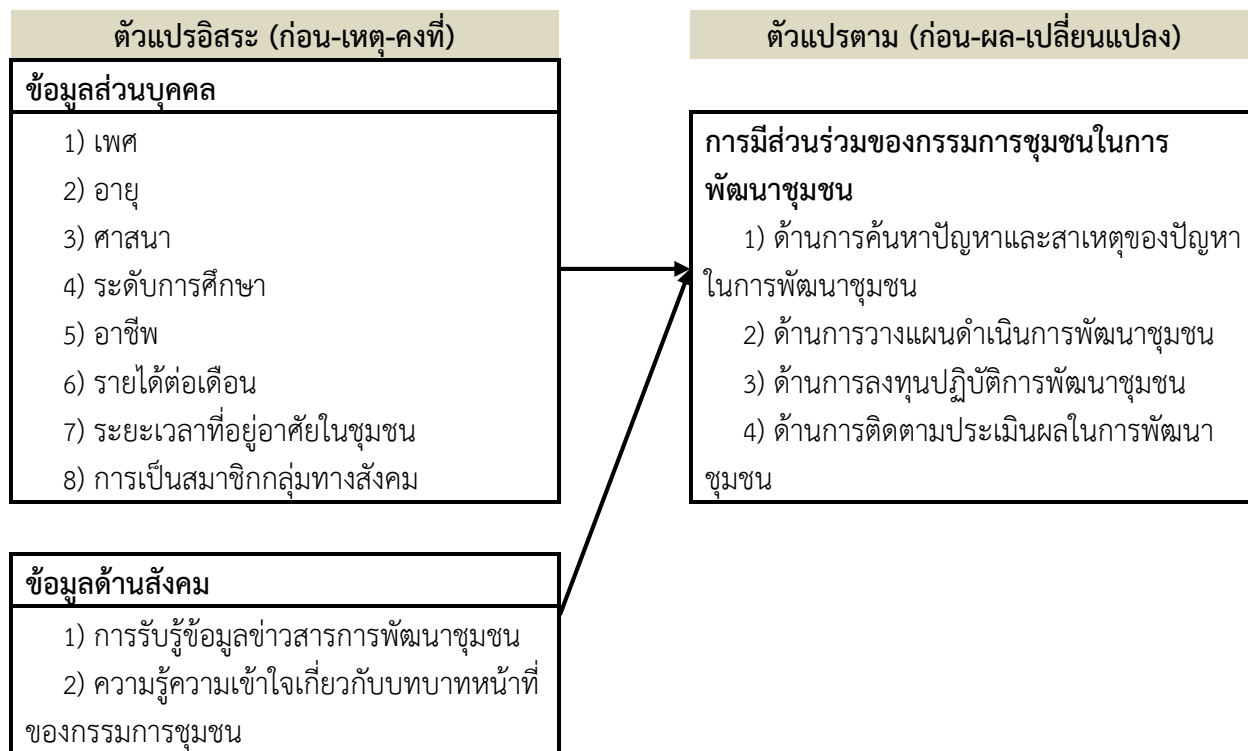 ตัวแปรอิสระ (ก่อน-เหตุ-คงที่)
ข้อมูลส่วนบุคคล
1) เพศ
2) อายุ
3) ศาสนา
4) ระดับการศึกษา
5) อาชีพ
6) รายได้ต่อเดือน
7) ระยะเวลาที่อยู่อาศัยในชุมชน
8) การเป็นสมาชิกกลุ่มทางสังคม
ข้อมูลด้านสังคม
1) การรับรู้ข้อมูลข่าวสารการพัฒนาชุมชน
2) ความรู้ความเข้าใจเกี่ยวกับบทบาทหน้าที่
ของกรรมการชุมชน
ตัวแปรตาม (ก่อน-ผล-เปลี่ยนแปลง)
การมีส่วนร่วมของกรรมการชุมชนในการ
พัฒนาชุมชน
1) ด้านการค้นหาปัญหาและสาเหตุของปัญหา
ในการพัฒนาชุมชน
2) ด้านการวางแผนดำเนินการพัฒนาชุมชน
3) ด้านการลงทุนปฏิบัติการพัฒนาชุมชน
4) ด้านการติดตามประเมินผลในการพัฒนา
ชุมชน